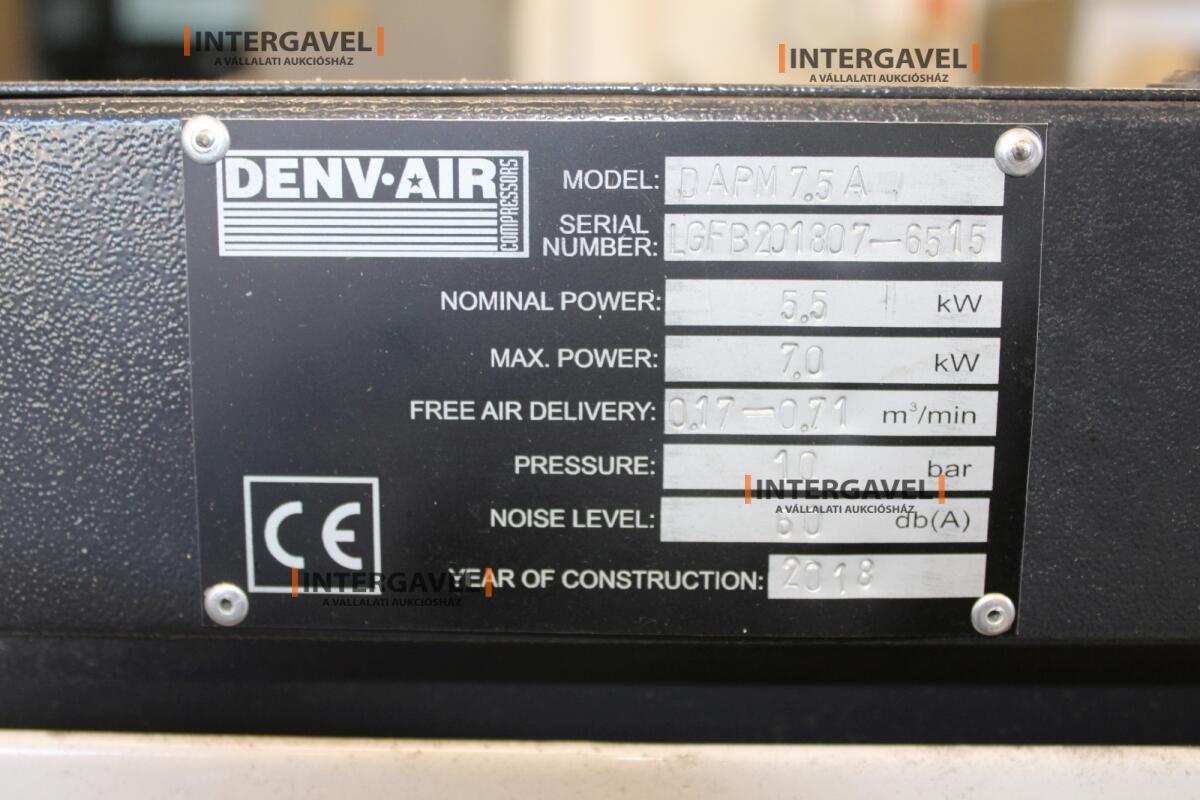 INTERGAVEL
A VÁLLALATI AUKCIÓSHÁZ
INTERGAVEL
A VÁLLALATI AUKCIÓSHÁZ
DENV·AIR
COMPRESSORS
MODEL: DAPM 7.5 A
SERIAL
NUMBER: LGFB201807-6515
NOMINAL POWER: 5.5 kW
MAX. POWER: 7.0 kW
FREE AIR DELIVERY: 0.17-0.71 m³/min
PRESSURE: 10 bar
INTERGAVEL
A VÁLLALATI AUKCIÓSHÁZ
NOISE LEVEL: 60 db(A)
CE
YEAR OF CONSTRUCTION: 2018
INTERGAVEL
A VÁLLALATI AUKCIÓSHÁZ